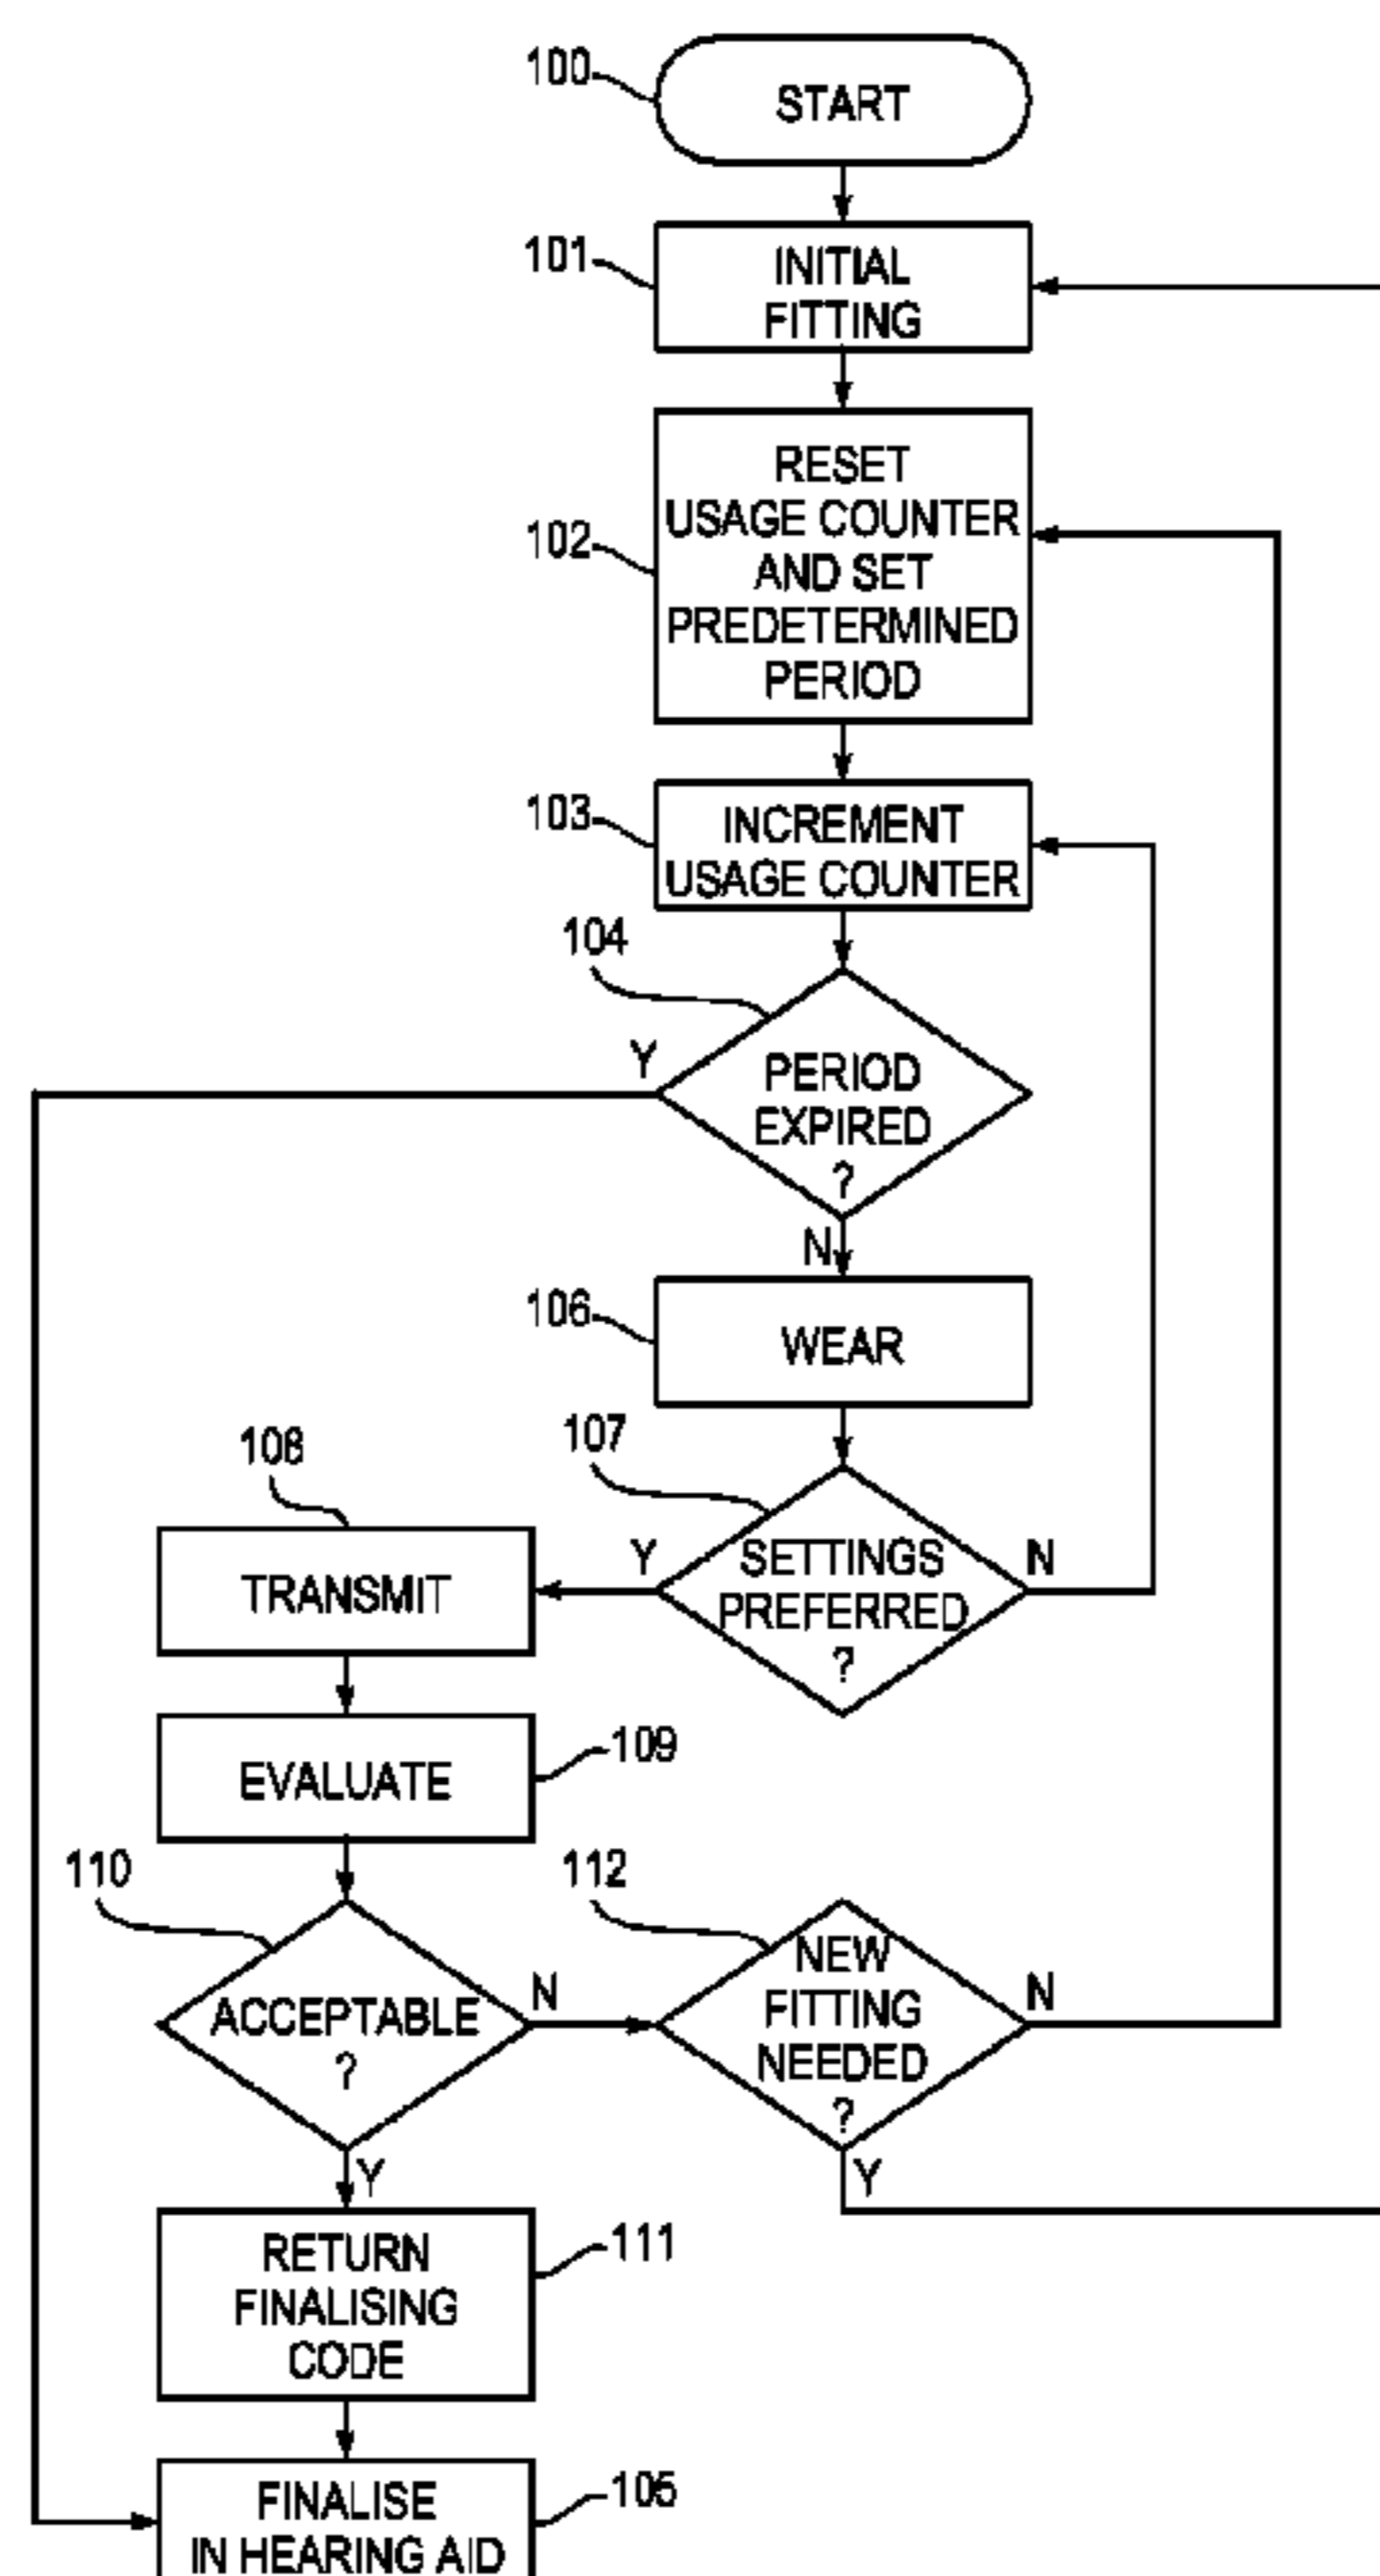 100
START
101
INITIAL
FITTING
102
RESET
USAGE COUNTER
AND SET
PREDETERMINED
PERIOD
103
INCREMENT
USAGE COUNTER
104
Y
PERIOD
EXPIRED
?
N
106
WEAR
107
108
Y
SETTINGS
PREFERRED
?
N
TRANSMIT
EVALUATE
109
110
112
ACCEPTABLE
?
N
NEW
FITTING
NEEDED
?
N
Y
Y
RETURN
FINALISING
CODE
111
FINALISE
IN HEARING AID
105